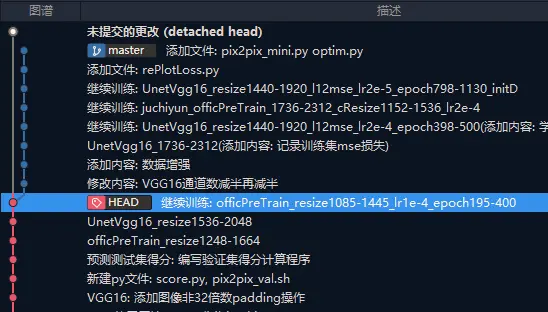 图谱 描述
未提交的更改 (detached head)
master 添加文件: pix2pix_mini.py optim.py
添加文件: rePlotLoss.py
继续训练: UnetVgg16_resize1440-1920_l12mse_lr2e-5_epoch798-1130_initD
继续训练: juchiyun_officPreTrain_1736-2312_cResize1152-1536_lr2e-4
继续训练: UnetVgg16_resize1440-1920_l12mse_lr2e-4_epoch398-500(添加内容: 学
UnetVgg16_1736-2312(添加内容: 记录训练集mse损失)
添加内容: 数据增强
修改内容: VGG16通道数减半再减半
HEAD 继续训练: officPreTrain_resize1085-1445_lr1e-4_epoch195-400
UnetVgg16_resize1536-2048
officPreTrain_resize1248-1664
预测测试集得分: 编写验证集得分计算程序
新建py文件: score.py, pix2pix_val.sh
VGG16: 添加图像非32倍数padding操作